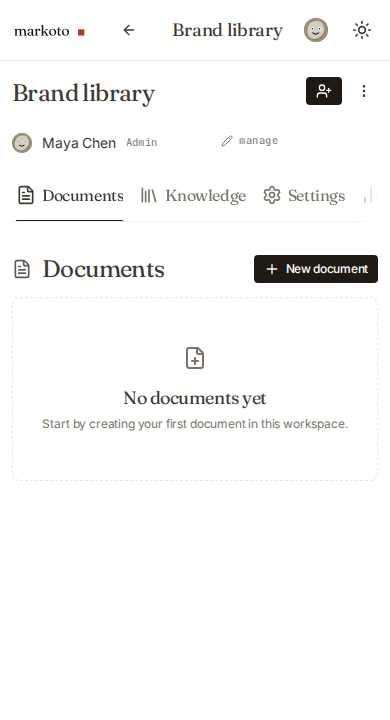 markoto
Brand library
Brand library
Maya Chen Admin manage
Documents Knowledge Settings
Documents
New document
No documents yet
Start by creating your first document in this workspace.